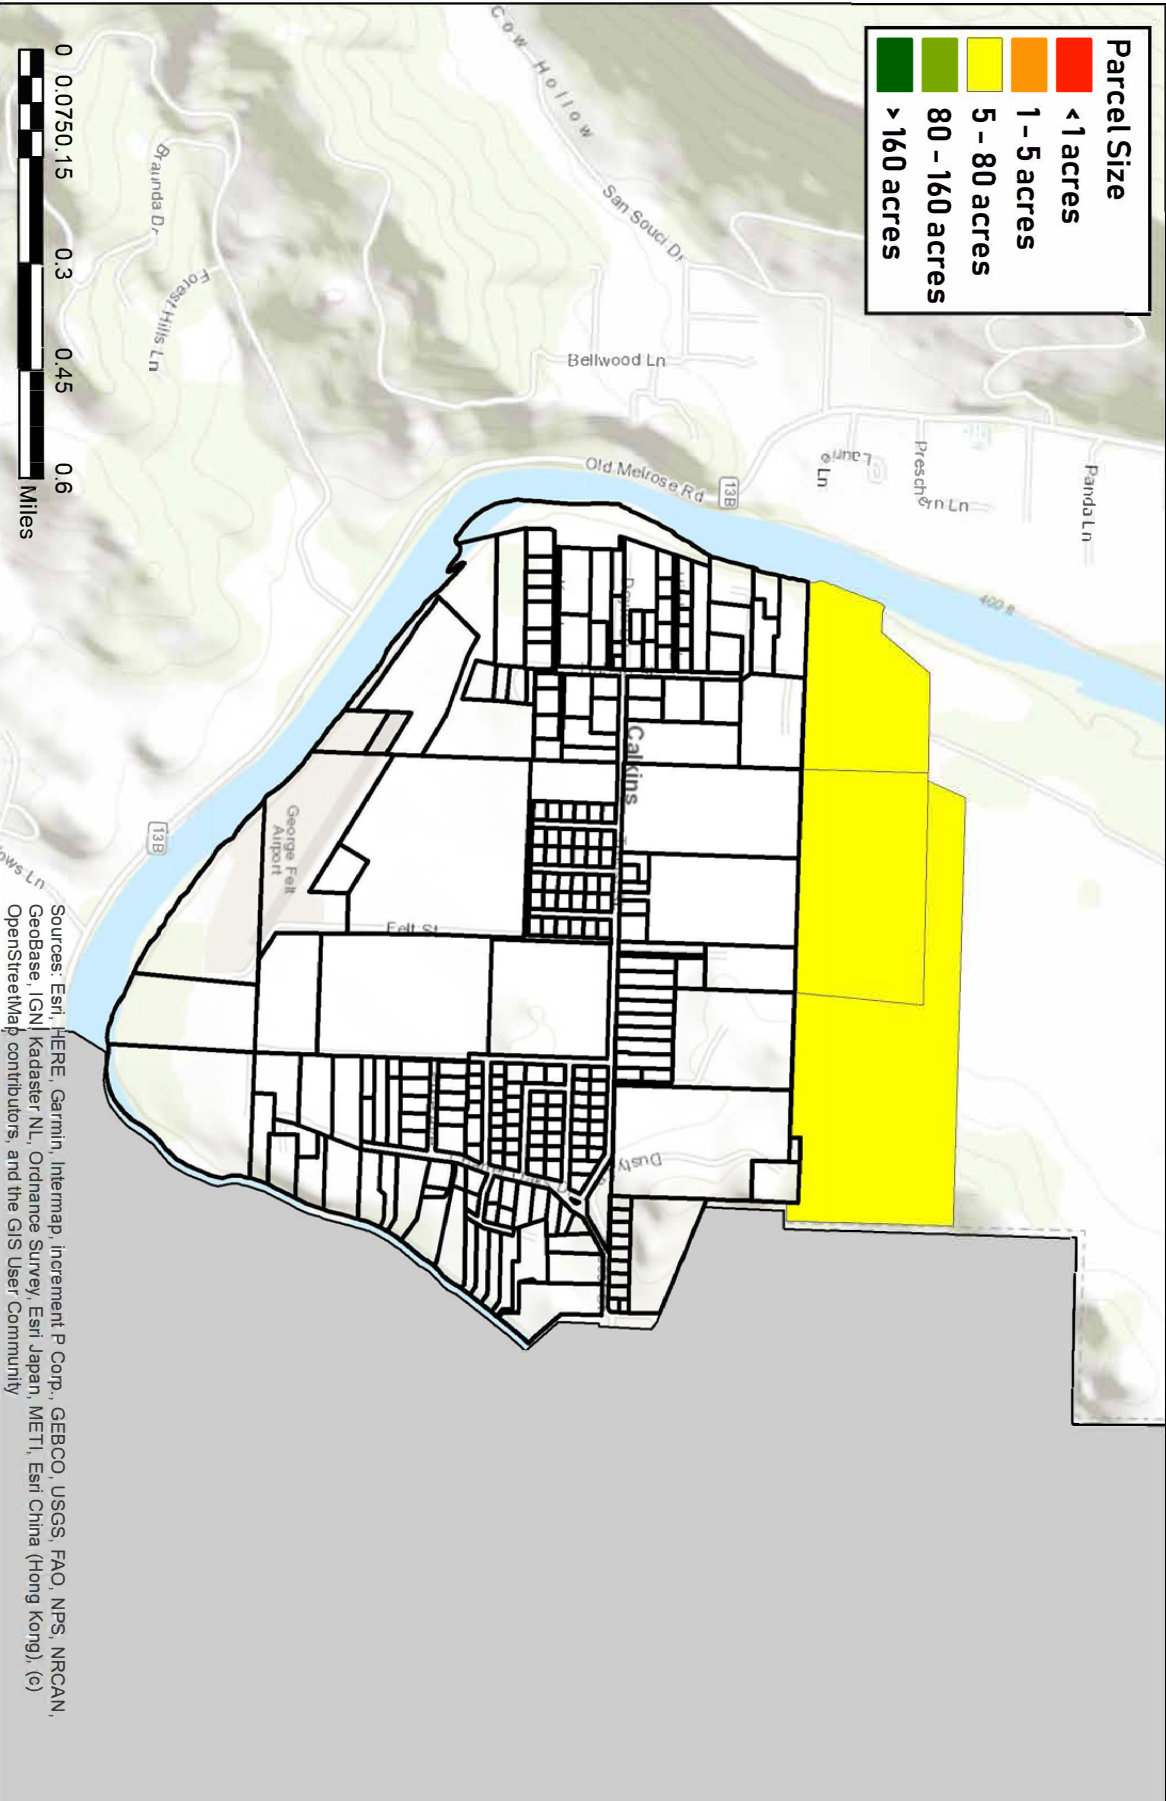 Parcel Size
< 1 acres
1 - 5 acres
5 - 80 acres
80 - 160 acres
> 160 acres
Cow Hollow
San Souci Dr
Bellwood Ln
Panda Ln
Preschern Ln
Laurie
Ln
Old Melrose Rd
13B
400 ft
Braunda Dr
Forest Hills Ln
Calkins
Felt St
George Felt
Airport
Dusty
13B
ows Ln
0 0.0750.15 0.3 0.45 0.6
Miles
Sources: Esri, HERE, Garmin, Intermap, increment P Corp., GEBCO, USGS, FAO, NPS, NRCAN,
GeoBase, IGN, Kadaster NL, Ordnance Survey, Esri Japan, METI, Esri China (Hong Kong), (c)
OpenStreetMap contributors, and the GIS User Community